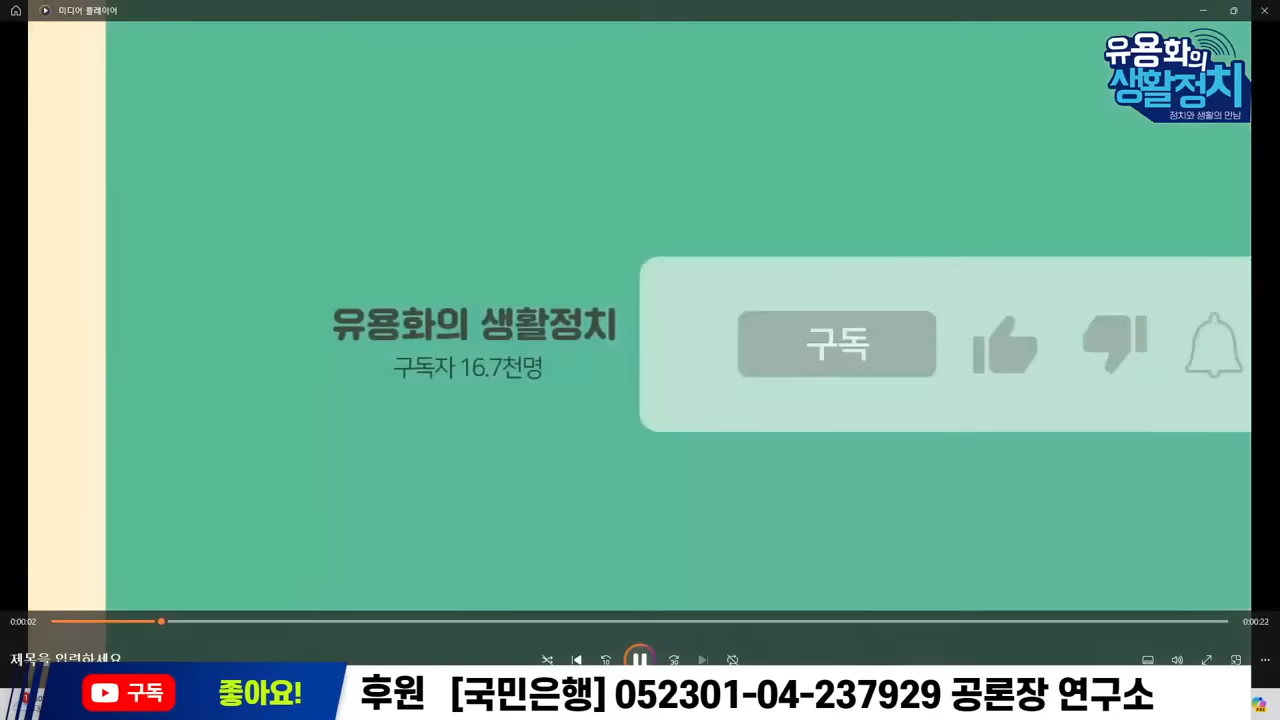 미디어 플레이어
유용화의
생활정치
정치와 생활의 만남
유용화의 생활정치
구독자 16.7천명
구독
0:00:02
0:00:22
10
30
제목을 입력하세요
구독
좋아요!
후원 [국민은행] 052301-04-237929 공론장 연구소